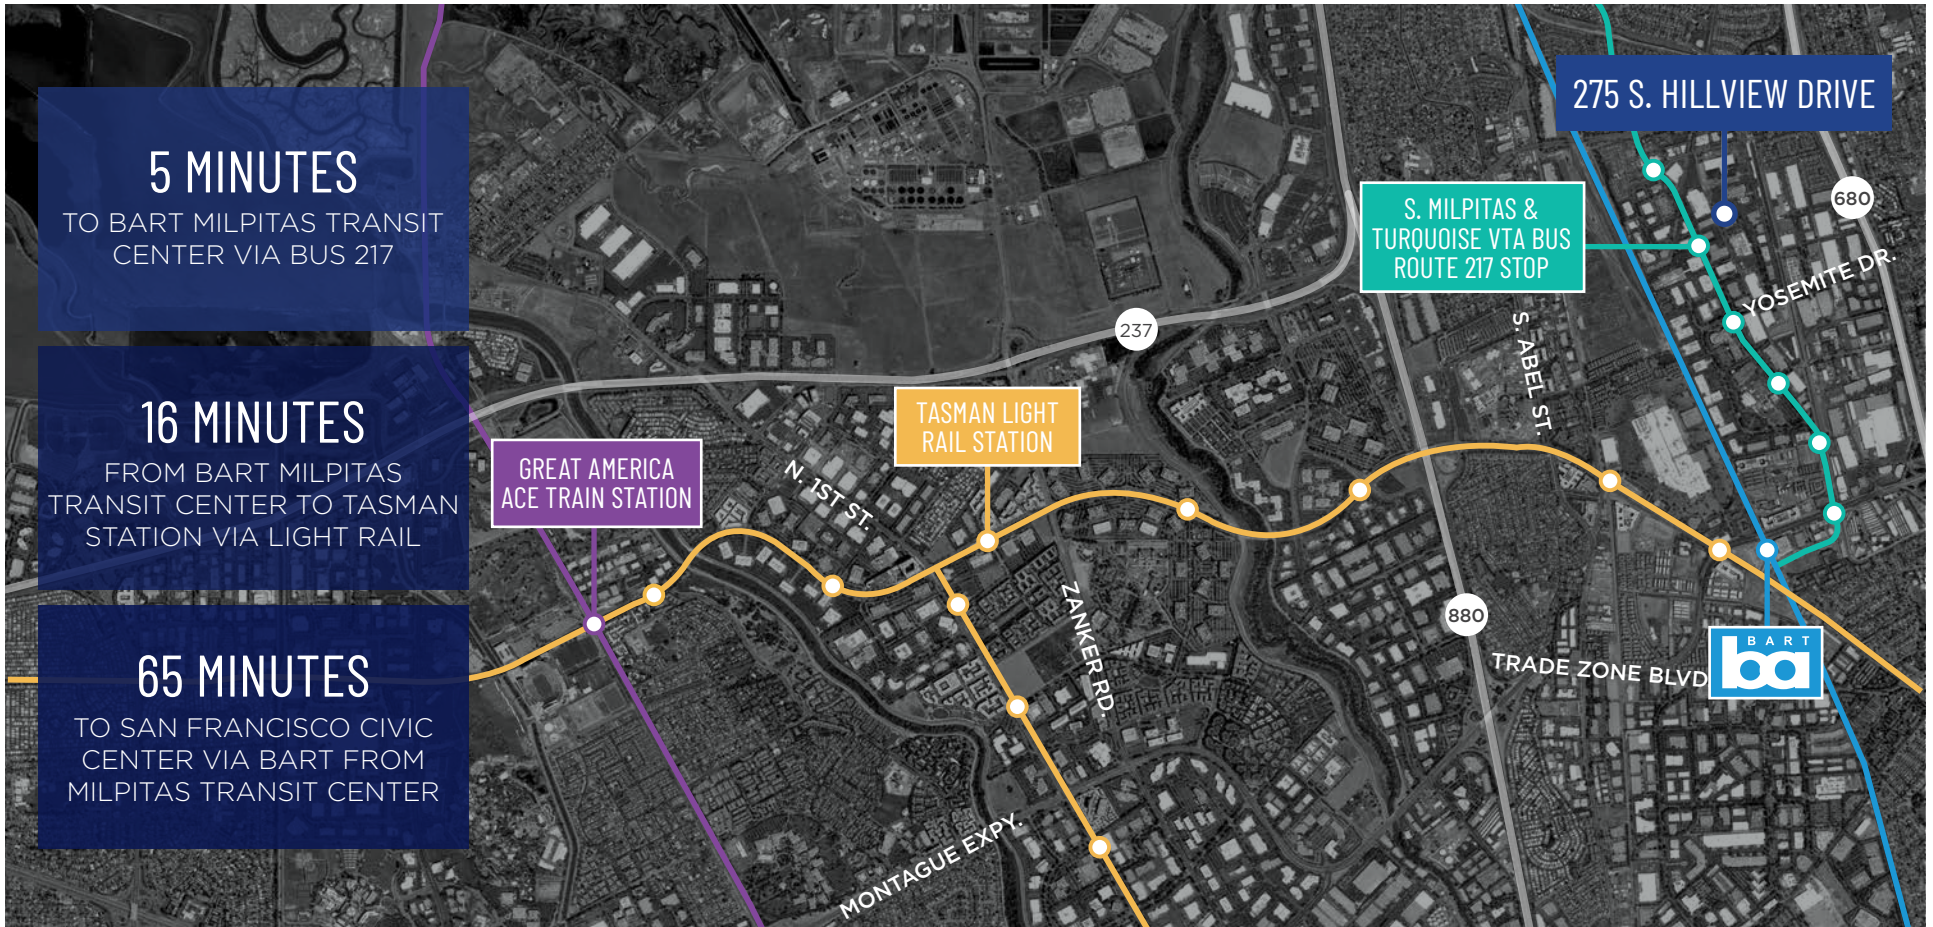 5 MINUTES
TO BART MILPITAS TRANSIT
CENTER VIA BUS 217
16 MINUTES
FROM BART MILPITAS
TRANSIT CENTER TO TASMAN
STATION VIA LIGHT RAIL
65 MINUTES
TO SAN FRANCISCO CIVIC
CENTER VIA BART FROM
MILPITAS TRANSIT CENTER
275 S. HILLVIEW DRIVE
680
S. MILPITAS &
TURQUOISE VTA BUS
ROUTE 217 STOP
YOSEMITE DR.
237
S. ABEL ST.
TASMAN LIGHT
RAIL STATION
GREAT AMERICA
ACE TRAIN STATION
N. 1ST ST.
ZANKER RD.
880
TRADE ZONE BLVD
BART
ba
MONTAGUE EXPY.